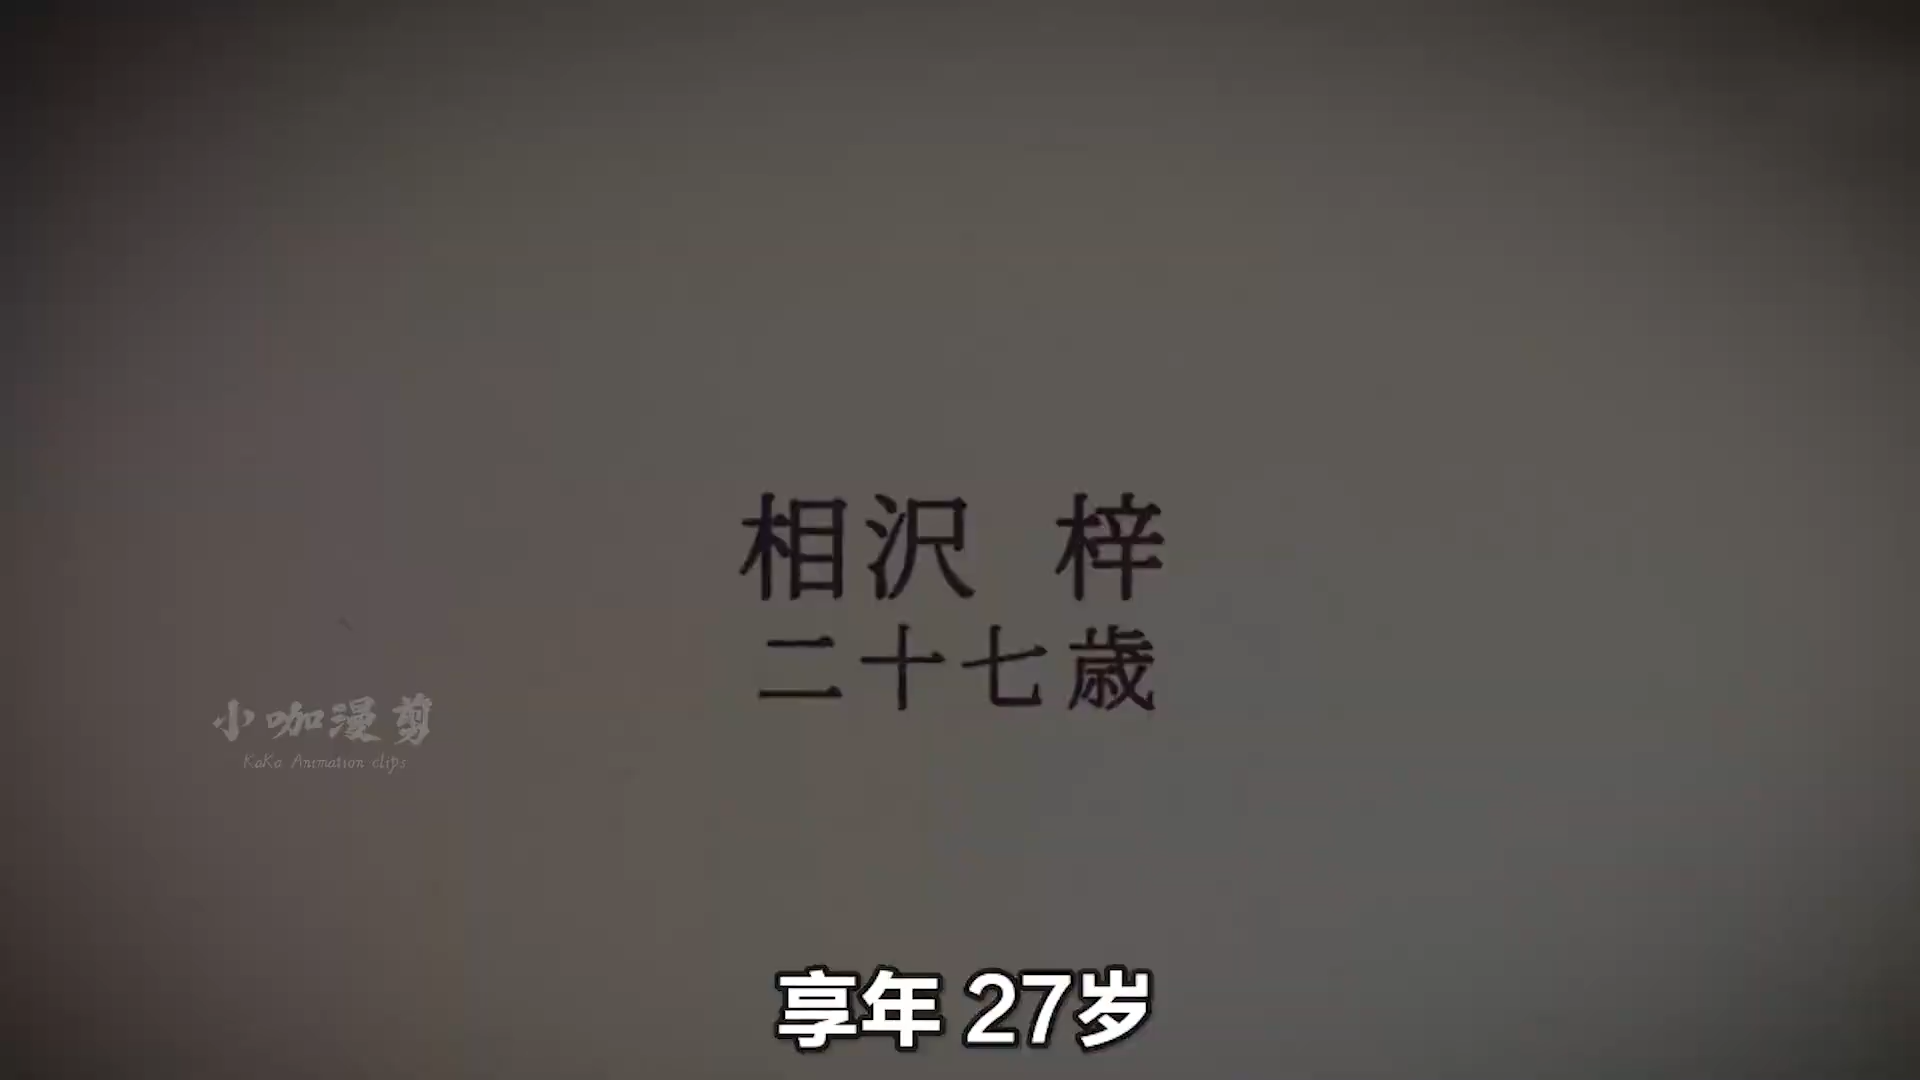 相沢 梓
二十七歳
小咖漫剪
KaKa Animation clips
享年 27岁